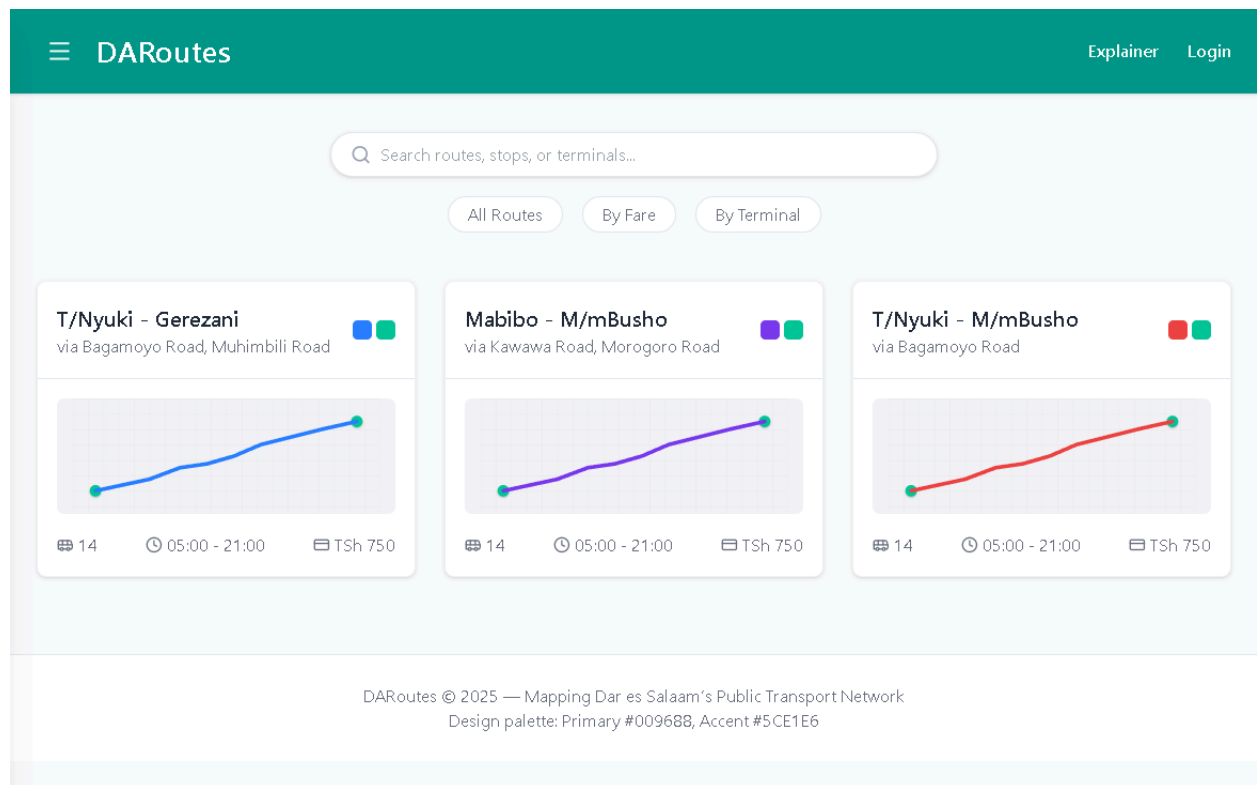 DARoutes
Explainer
Login
Search routes, stops, or terminals...
All Routes
By Fare
By Terminal
T/Nyuki - Gerezani
via Bagamoyo Road, Muhimbili Road
14
05:00 - 21:00
TSh 750
Mabibo - M/mBusho
via Kawawa Road, Morogoro Road
14
05:00 - 21:00
TSh 750
T/Nyuki - M/mBusho
via Bagamoyo Road
14
05:00 - 21:00
TSh 750
DARoutes © 2025 — Mapping Dar es Salaam's Public Transport Network
Design palette: Primary #009688, Accent #5CE1E6